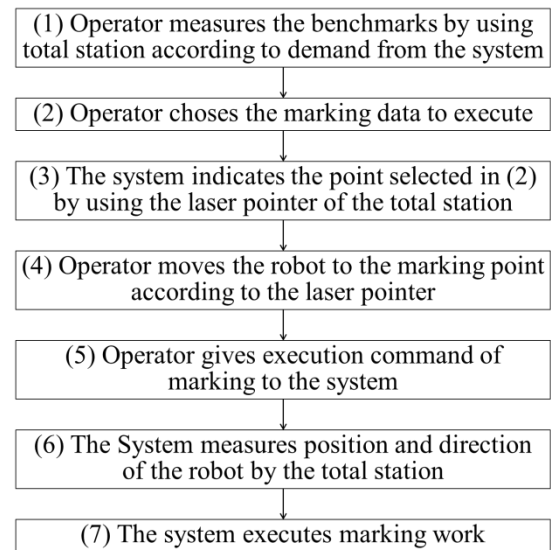 (1) Operator measures the benchmarks by using
total station according to demand from the system
(2) Operator choses the marking data to execute
(3) The system indicates the point selected in (2)
by using the laser pointer of the total station
(4) Operator moves the robot to the marking point
according to the laser pointer
(5) Operator gives execution command of
marking to the system
(6) The System measures position and direction
of the robot by the total station
(7) The system executes marking work